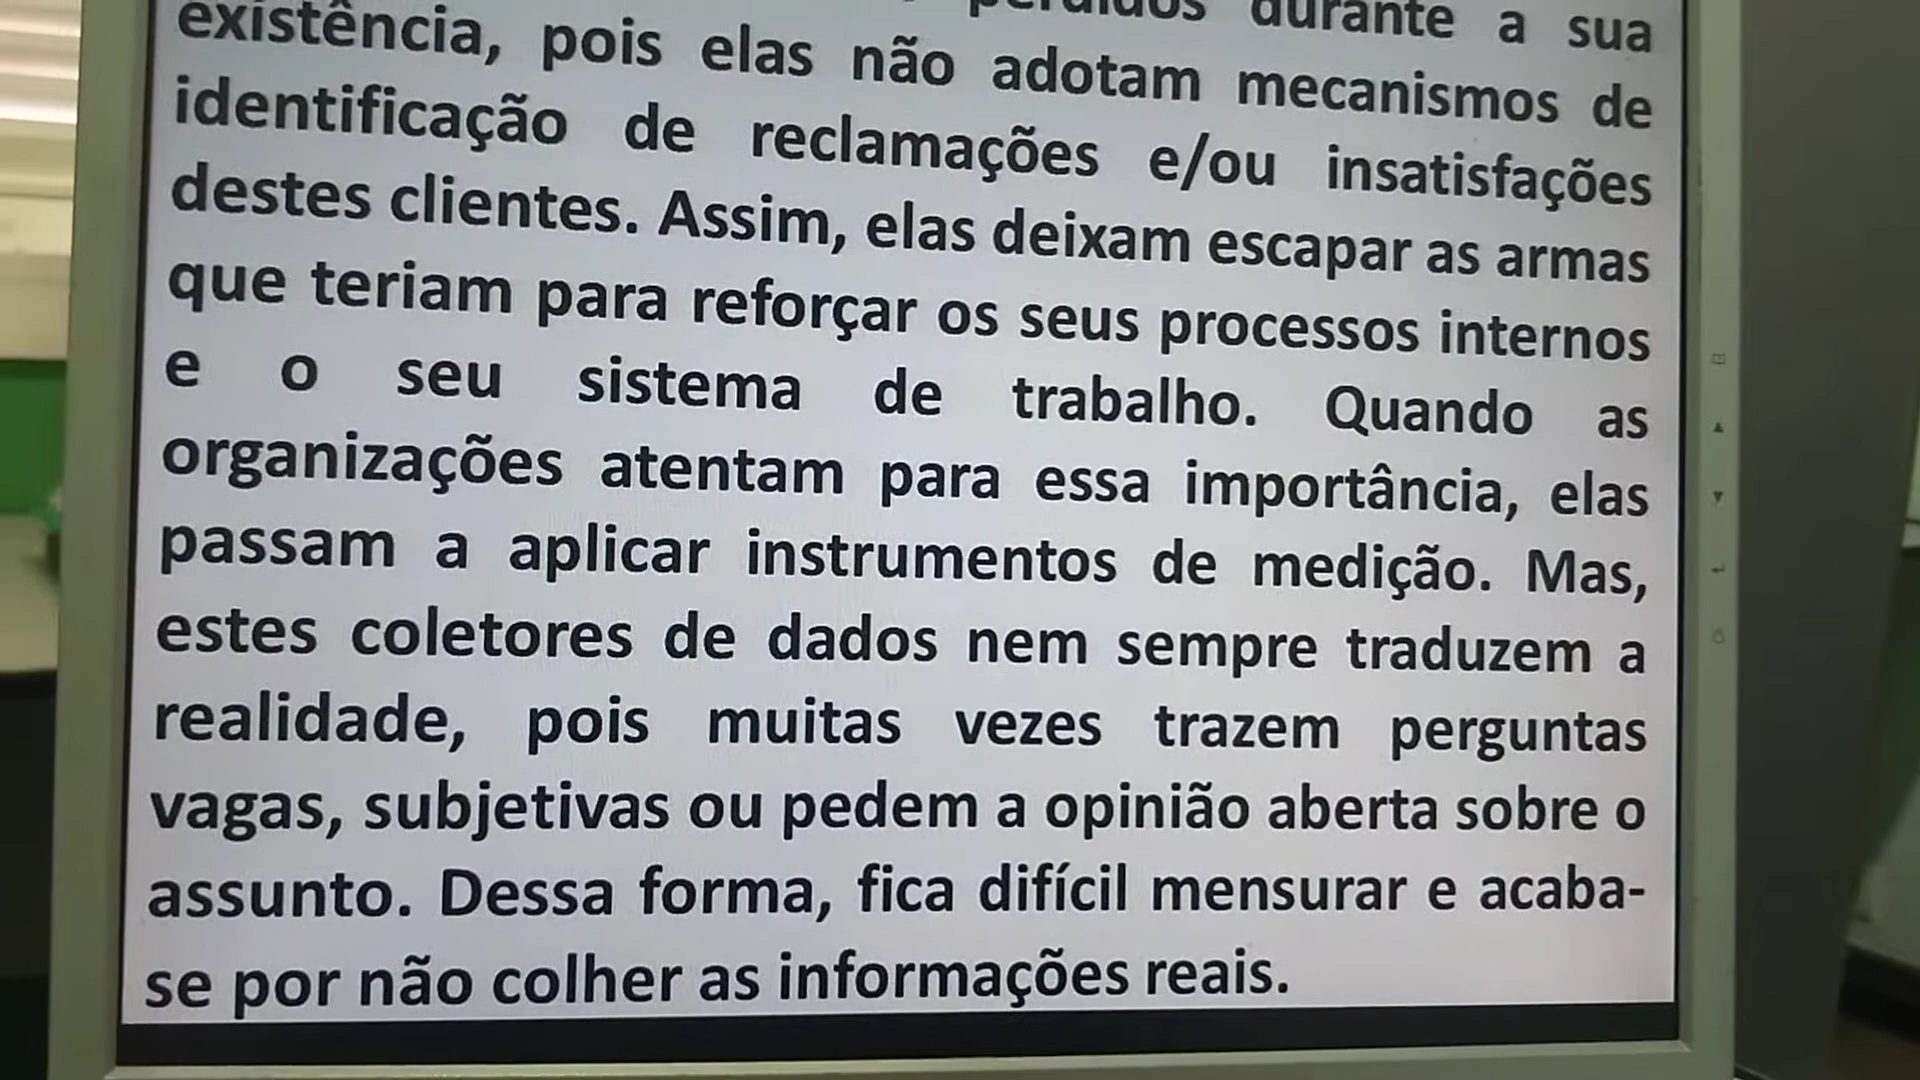 perdidos durante a sua
existência, pois elas não adotam mecanismos de
identificação de reclamações e/ou insatisfações
destes clientes. Assim, elas deixam escapar as armas
que teriam para reforçar os seus processos internos
e o seu sistema de trabalho. Quando as
organizações atentam para essa importância, elas
passam a aplicar instrumentos de medição. Mas,
estes coletores de dados nem sempre traduzem a
realidade, pois muitas vezes trazem perguntas
vagas, subjetivas ou pedem a opinião aberta sobre o
assunto. Dessa forma, fica difícil mensurar e acaba-
se por não colher as informações reais.